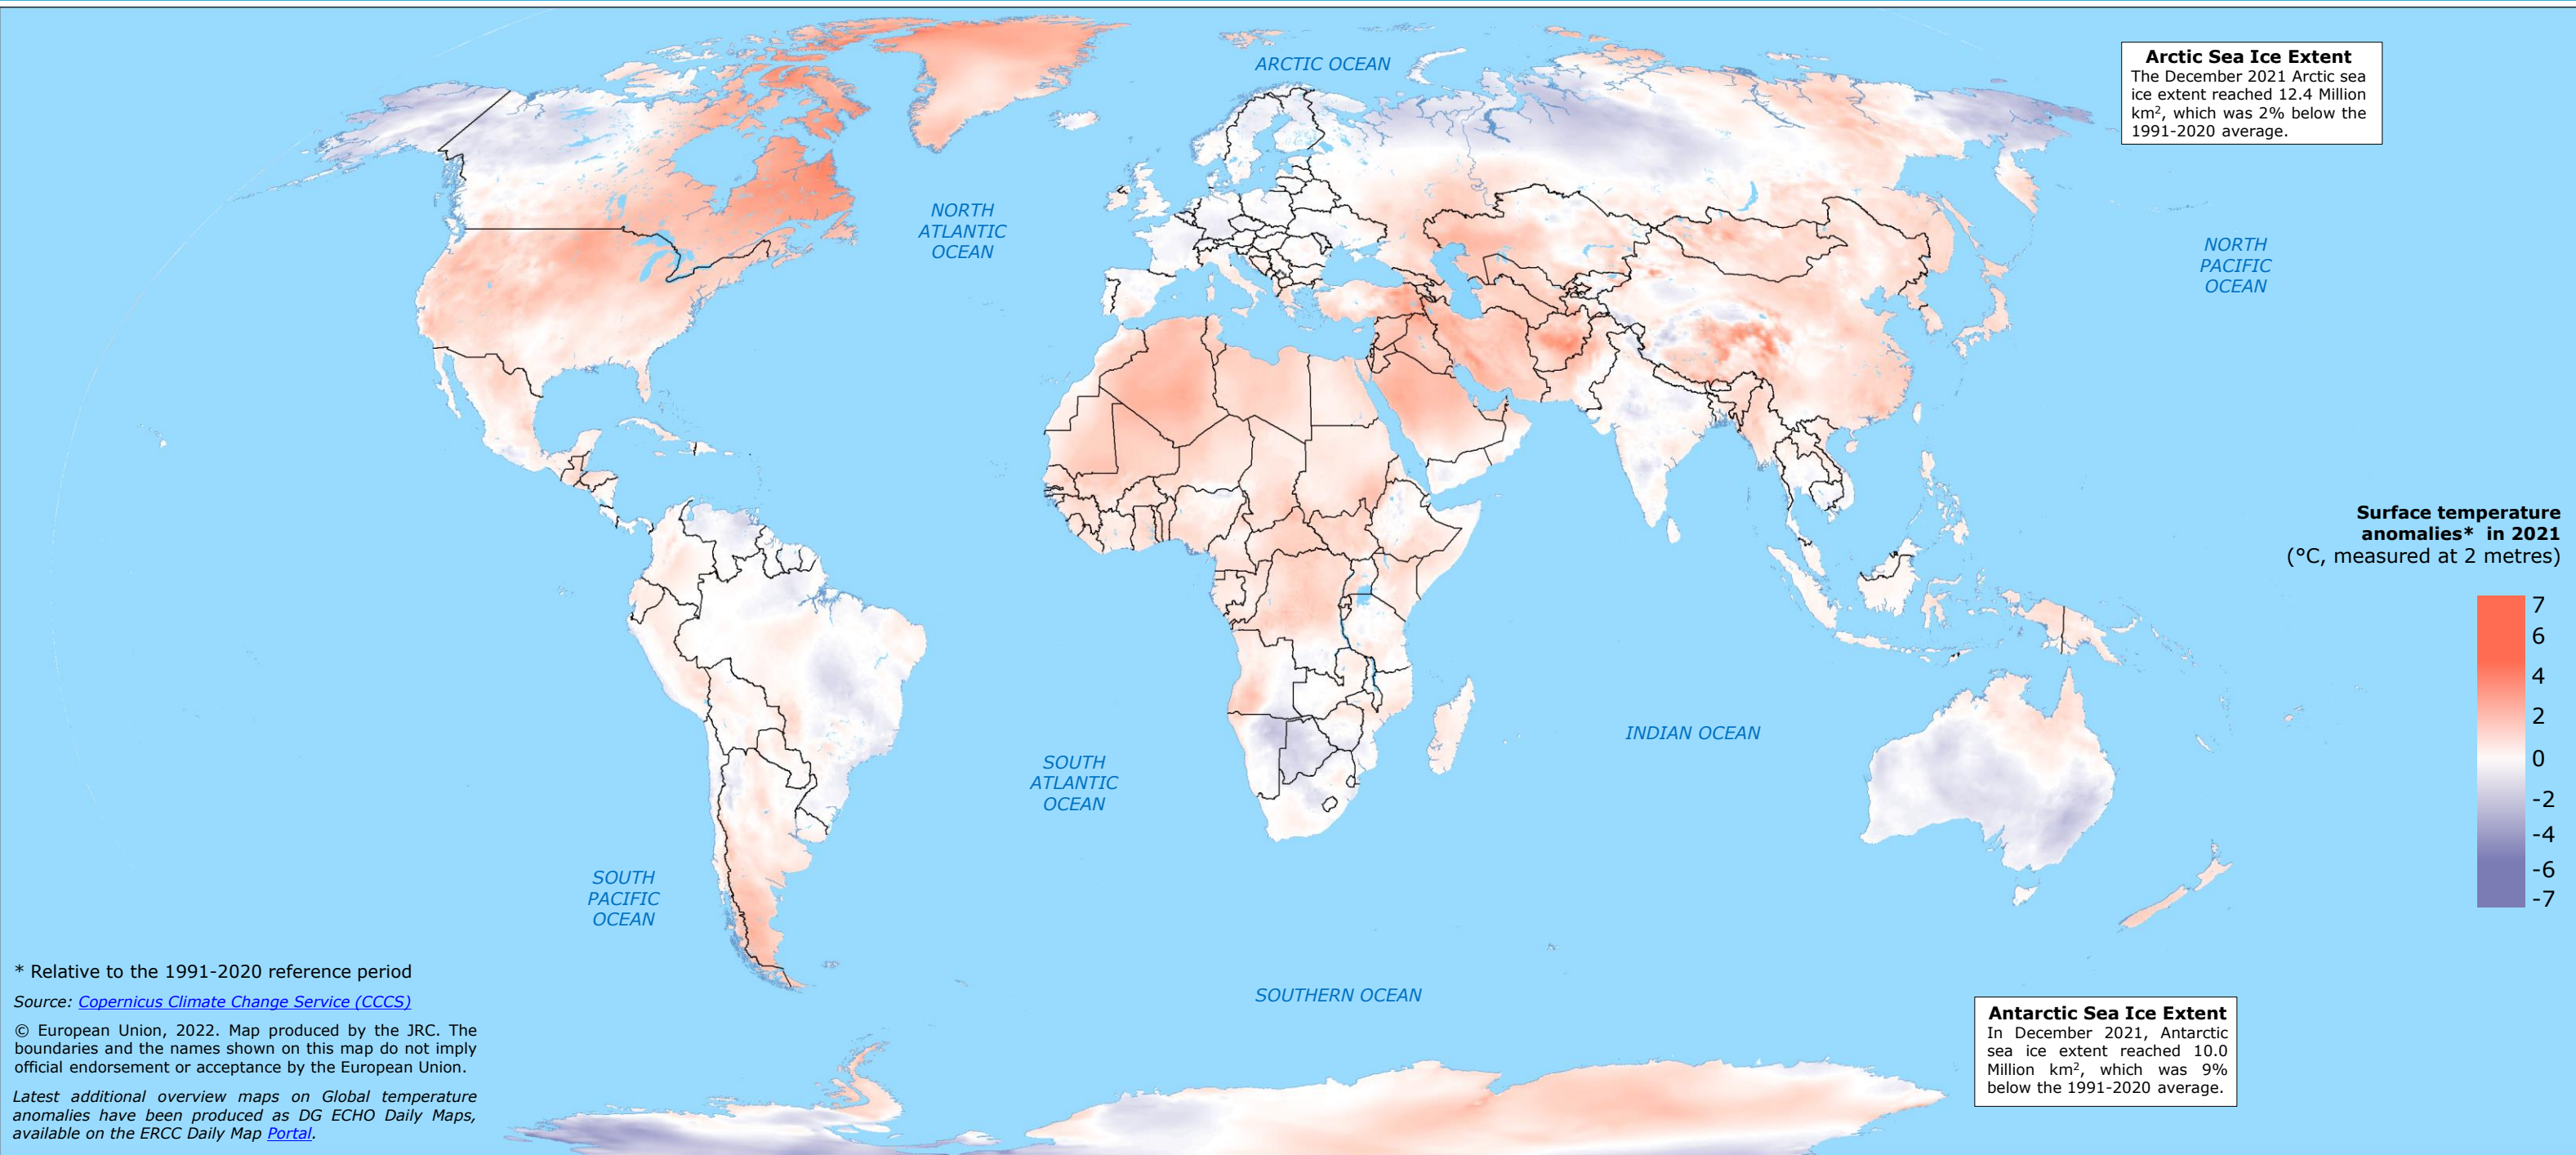 ARCTIC OCEAN
Arctic Sea Ice Extent
The December 2021 Arctic sea
ice extent reached 12.4 Million
km², which was 2% below the
1991-2020 average.
NORTH
ATLANTIC
OCEAN
NORTH
PACIFIC
OCEAN
Surface temperature
anomalies* in 2021
(°C, measured at 2 metres)
7
6
4
2
0
-2
-4
-6
-7
INDIAN OCEAN
SOUTH
ATLANTIC
OCEAN
SOUTH
PACIFIC
OCEAN
SOUTHERN OCEAN
* Relative to the 1991-2020 reference period
Source: Copernicus Climate Change Service (CCCS)
© European Union, 2022. Map produced by the JRC. The
boundaries and the names shown on this map do not imply
official endorsement or acceptance by the European Union.
Latest additional overview maps on Global temperature
anomalies have been produced as DG ECHO Daily Maps,
available on the ERCC Daily Map Portal.
Antarctic Sea Ice Extent
In December 2021, Antarctic
sea ice extent reached 10.0
Million km², which was 9%
below the 1991-2020 average.